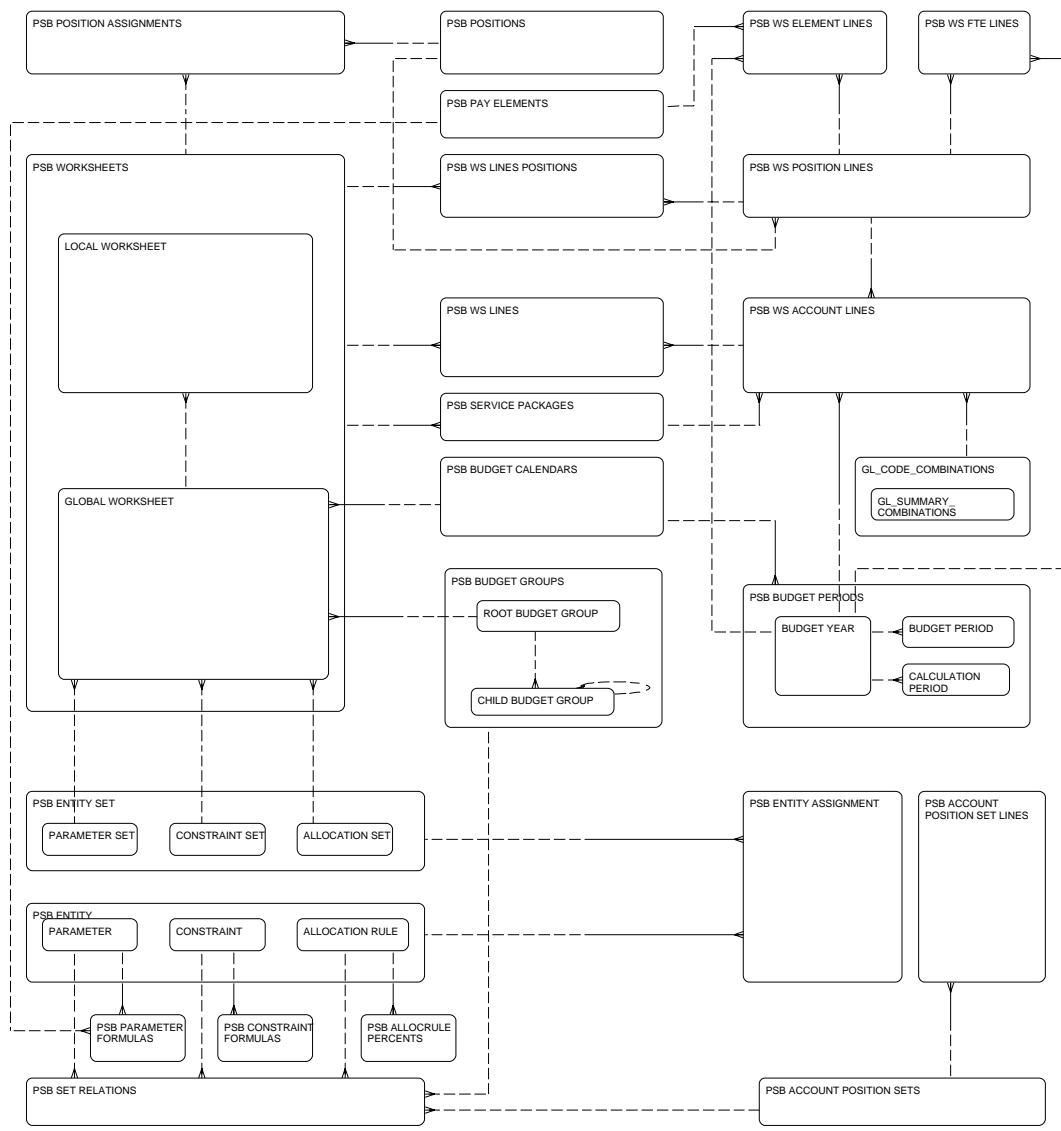 PSB POSITION ASSIGNMENTS
PSB POSITIONS
PSB WS ELEMENT LINES
PSB WS FTE LINES
PSB PAY ELEMENTS
PSB WORKSHEETS
PSB WS LINES POSITIONS
PSB WS POSITION LINES
LOCAL WORKSHEET
PSB WS LINES
PSB WS ACCOUNT LINES
PSB SERVICE PACKAGES
PSB BUDGET CALENDARS
GL_CODE_COMBINATIONS
GL_SUMMARY_
COMBINATIONS
GLOBAL WORKSHEET
PSB BUDGET GROUPS
ROOT BUDGET GROUP
CHILD BUDGET GROUP
PSB BUDGET PERIODS
BUDGET YEAR
BUDGET PERIOD
CALCULATION
PERIOD
PSB ENTITY SET
PARAMETER SET
CONSTRAINT SET
ALLOCATION SET
PSB ENTITY ASSIGNMENT
PSB ACCOUNT
POSITION SET LINES
PSB ENTITY
PARAMETER
CONSTRAINT
ALLOCATION RULE
PSB PARAMETER
FORMULAS
PSB CONSTRAINT
FORMULAS
PSB ALLOCRULE
PERCENTS
PSB SET RELATIONS
PSB ACCOUNT POSITION SETS